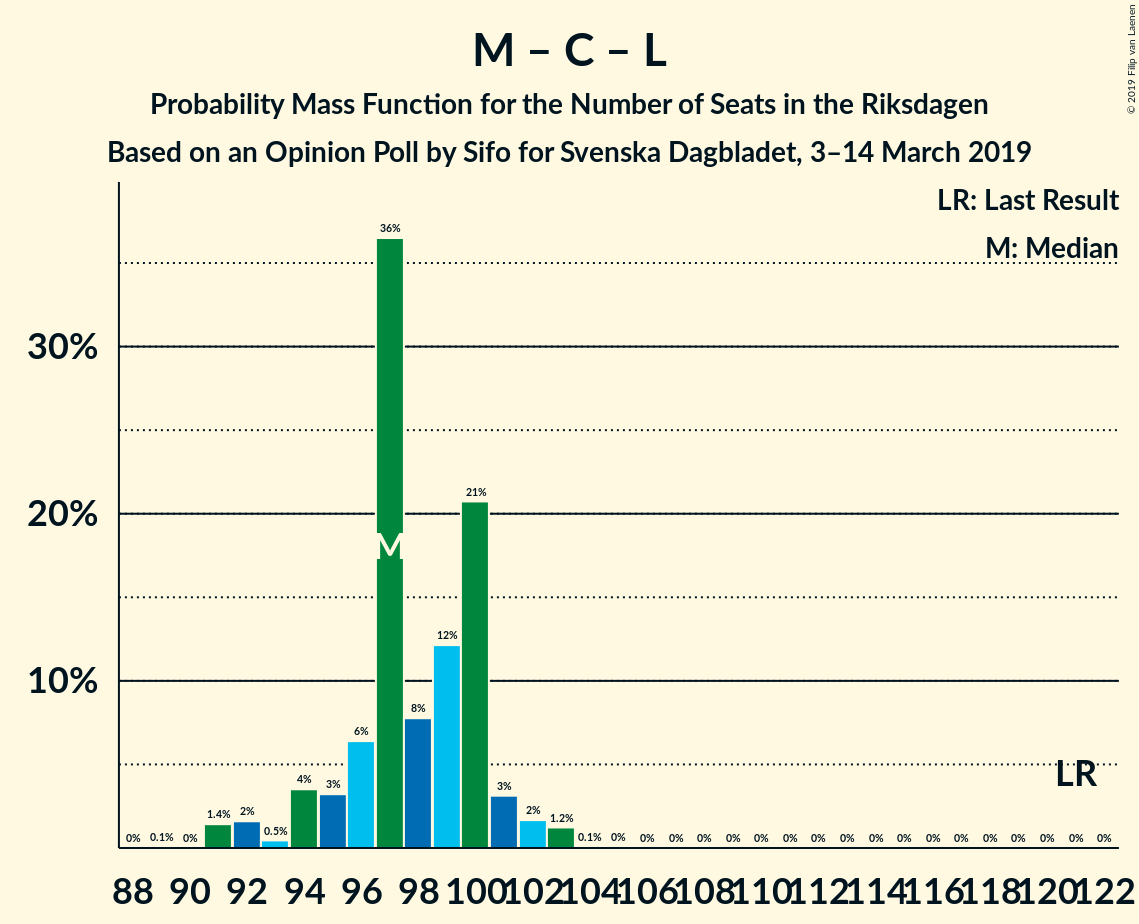 M – C – L
Probability Mass Function for the Number of Seats in the Riksdagen
Based on an Opinion Poll by Sifo for Svenska Dagbladet, 3–14 March 2019
© 2019 Filip van Laenen
LR: Last Result
M: Median
30%
20%
10%
0% 0.1% 0% 1.4% 2% 0.5% 4% 3% 6% 36% 8% 12% 21% 3% 2% 1.2% 0.1% 0% 0% 0% 0% 0% 0% 0% 0% 0% 0% 0% 0% 0% 0% 0% 0% 0% 0%
M
LR
88 90 92 94 96 98 100 102 104 106 108 110 112 114 116 118 120 122